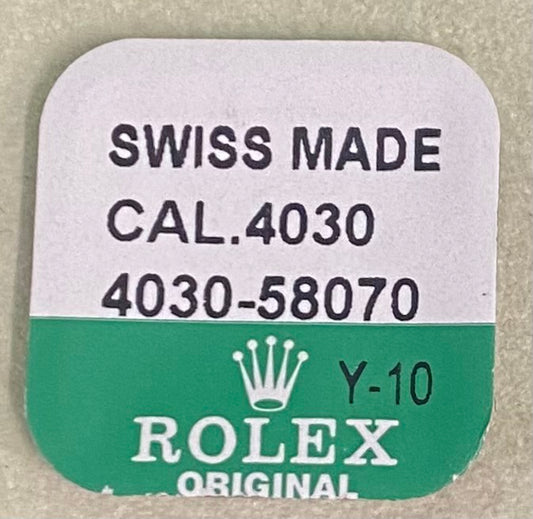 SWISS MADE
CAL.4030
4030-58070
Y-10
ROLEX
ORIGINAL